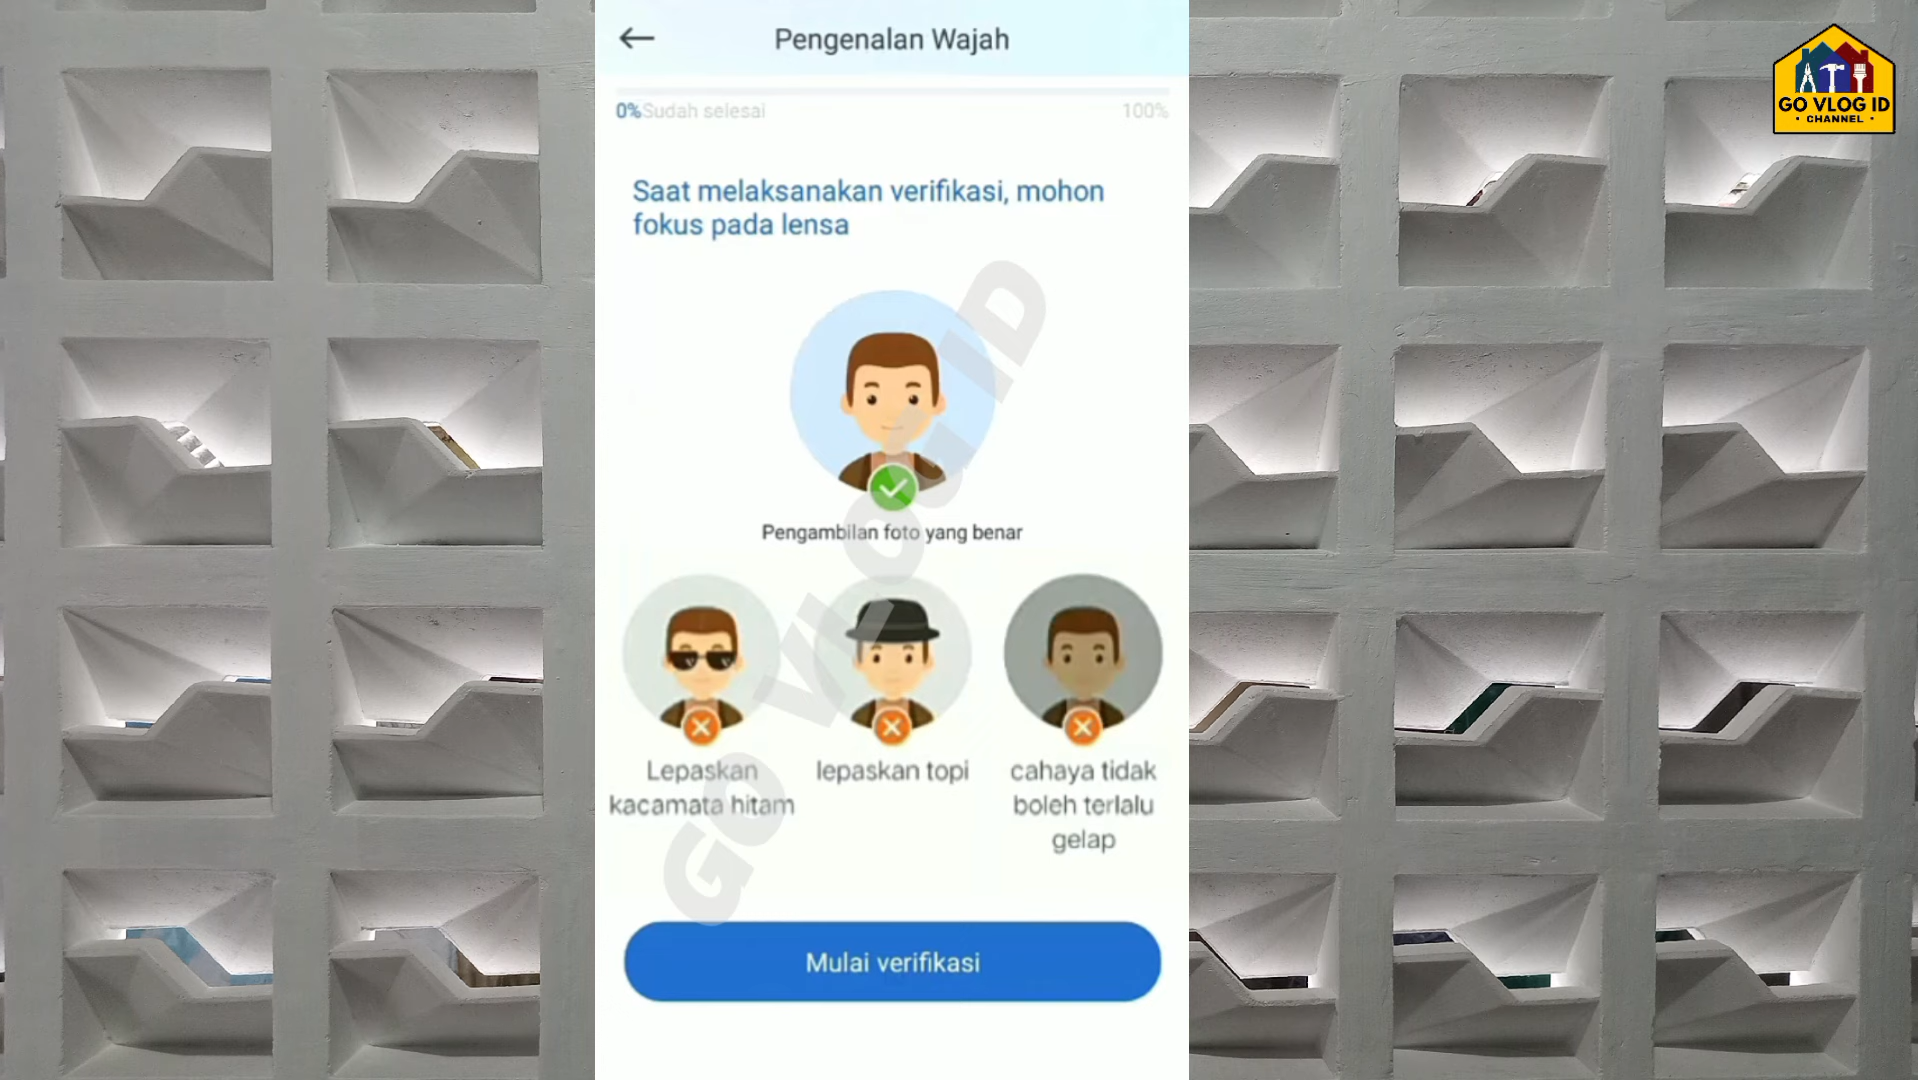 Pengenalan Wajah
0% Sudah selesai 100%
Saat melaksanakan verifikasi, mohon
fokus pada lensa
Pengambilan foto yang benar
Lepaskan
kacamata hitam
lepaskan topi
cahaya tidak
boleh terlalu
gelap
Mulai verifikasi
GO VLOG ID
GO VLOG ID
• CHANNEL •